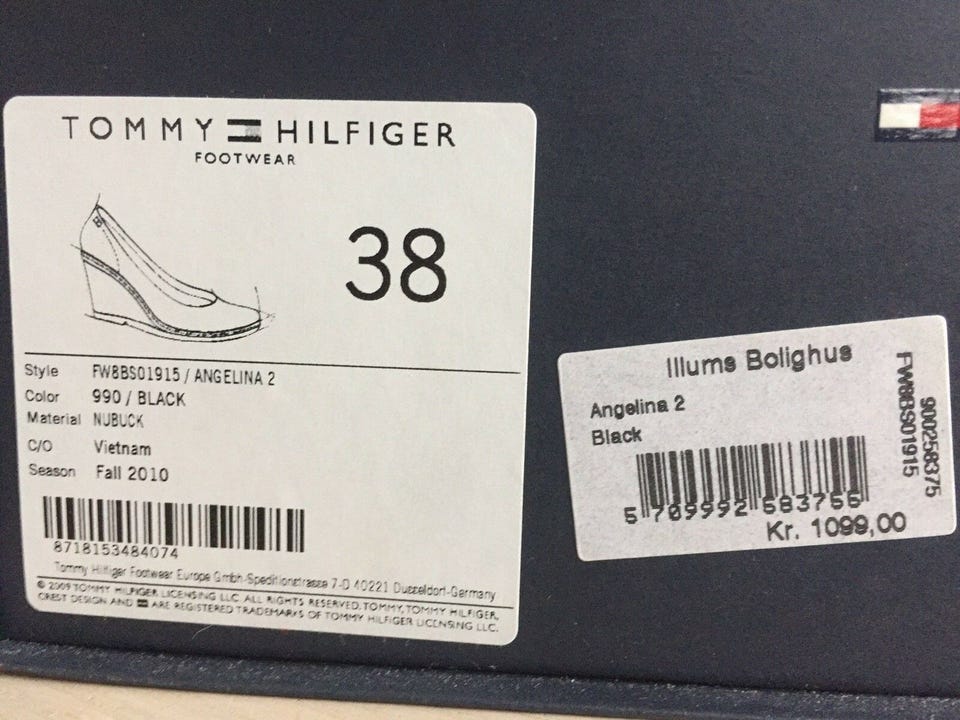 TOMMY HILFIGER
FOOTWEAR
38
Style FW8BS01915 / ANGELINA 2
Color 990 / BLACK
Material NUBUCK
C/O Vietnam
Season Fall 2010
8718153484074
Tommy Hilfiger Footwear Europe Gmbh-Speditionstrasse 7-D 40221 Dusseldorf-Germany
© 2009 TOMMY HILFIGER LICENSING LLC. ALL RIGHTS RESERVED. TOMMY, TOMMY HILFIGER,
CREST DESIGN AND ARE REGISTERED TRADEMARKS OF TOMMY HILFIGER LICENSING LLC.
Illums Bolighus
Angelina 2
Black
5 709992 583755
Kr. 1099,00
FW8BS01915
900258375